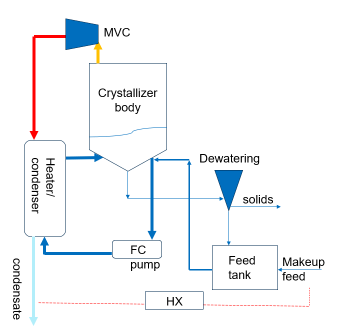 MVC
Crystallizer
body
Heater/
condenser
Dewatering
solids
FC
pump
Feed
tank
Makeup
feed
condensate
HX